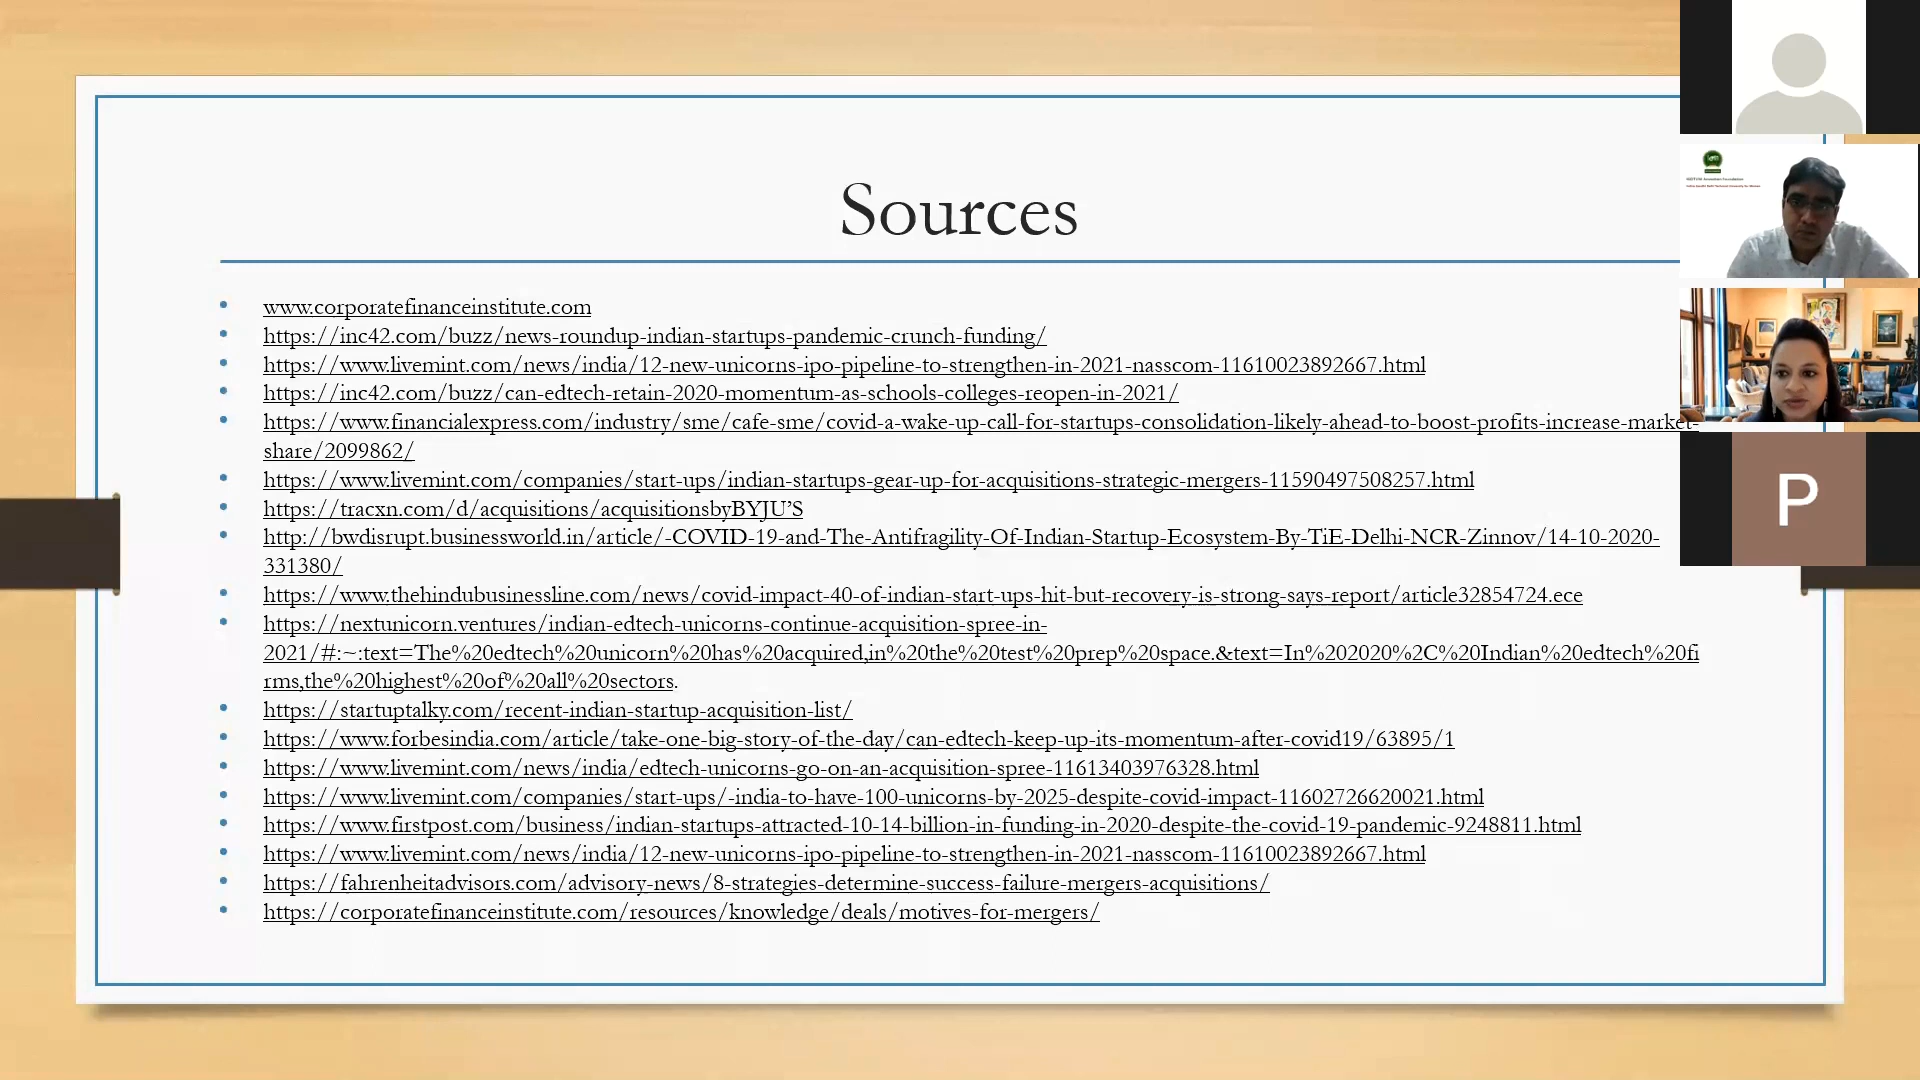 Sources
www.corporatefinanceinstitute.com
https://inc42.com/buzz/news-roundup-indian-startups-pandemic-crunch-funding/
https://www.livemint.com/news/india/12-new-unicorns-ipo-pipeline-to-strengthen-in-2021-nasscom-11610023892667.html
https://inc42.com/buzz/can-edtech-retain-2020-momentum-as-schools-colleges-reopen-in-2021/
https://www.financialexpress.com/industry/sme/cafe-sme/covid-a-wake-up-call-for-startups-consolidation-likely-ahead-to-boost-profits-increase-market-
share/2099862/
https://www.livemint.com/companies/start-ups/indian-startups-gear-up-for-acquisitions-strategic-mergers-11590497508257.html
https://tracxn.com/d/acquisitions/acquisitionsbyBYJU’S
http://bwdisrupt.businessworld.in/article/-COVID-19-and-The-Antifragility-Of-Indian-Startup-Ecosystem-By-TiE-Delhi-NCR-Zinnov/14-10-2020-
331380/
https://www.thehindubusinessline.com/news/covid-impact-40-of-indian-start-ups-hit-but-recovery-is-strong-says-report/article32854724.ece
https://nextunicorn.ventures/indian-edtech-unicorns-continue-acquisition-spree-in-
2021/#:~:text=The%20edtech%20unicorn%20has%20acquired,in%20the%20test%20prep%20space.&text=In%202020%2C%20Indian%20edtech%20fi
rms,the%20highest%20of%20all%20sectors.
https://startuptalky.com/recent-indian-startup-acquisition-list/
https://www.forbesindia.com/article/take-one-big-story-of-the-day/can-edtech-keep-up-its-momentum-after-covid19/63895/1
https://www.livemint.com/news/india/edtech-unicorns-go-on-an-acquisition-spree-11613403976328.html
https://www.livemint.com/companies/start-ups/-india-to-have-100-unicorns-by-2025-despite-covid-impact-11602726620021.html
https://www.firstpost.com/business/indian-startups-attracted-10-14-billion-in-funding-in-2020-despite-the-covid-19-pandemic-9248811.html
https://www.livemint.com/news/india/12-new-unicorns-ipo-pipeline-to-strengthen-in-2021-nasscom-11610023892667.html
https://fahrenheitadvisors.com/advisory-news/8-strategies-determine-success-failure-mergers-acquisitions/
https://corporatefinanceinstitute.com/resources/knowledge/deals/motives-for-mergers/
P